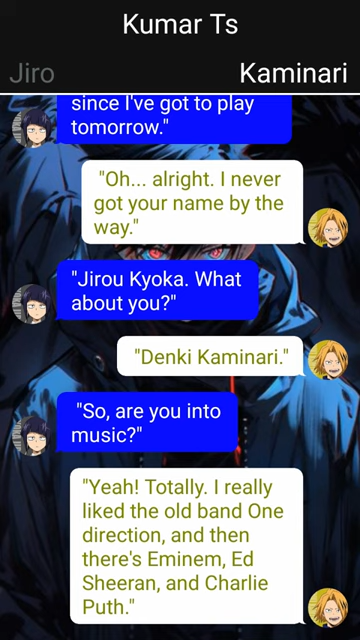 Kumar Ts
Jiro
Kaminari
since I've got to play
tomorrow."
"Oh... alright. I never
got your name by the
way."
"Jirou Kyoka. What
about you?"
"Denki Kaminari."
"So, are you into
music?"
"Yeah! Totally. I really
liked the old band One
direction, and then
there's Eminem, Ed
Sheeran, and Charlie
Puth."